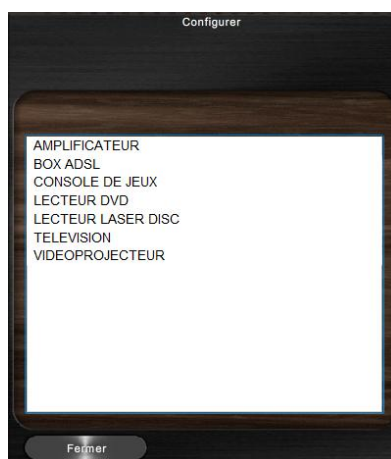 Configurer
AMPLIFICATEUR
BOX ADSL
CONSOLE DE JEUX
LECTEUR DVD
LECTEUR LASER DISC
TELEVISION
VIDEOPROJECTEUR
Fermer